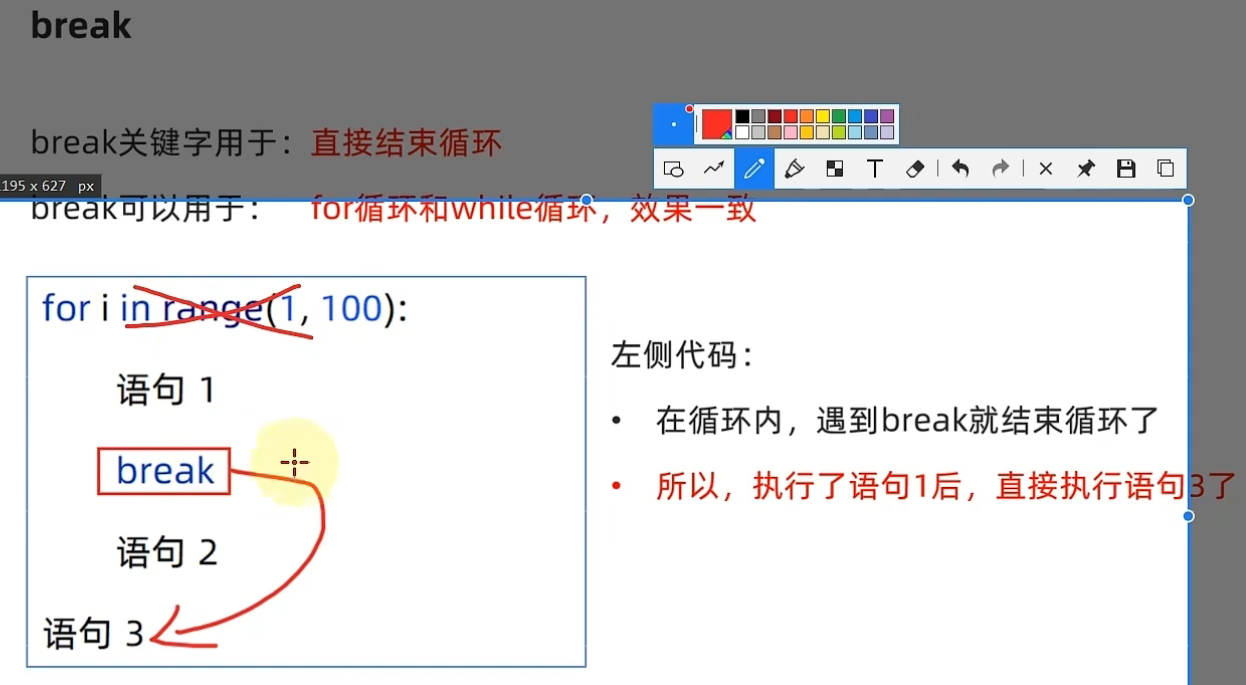 break
break关键字用于：直接结束循环
195 x 627 px
break可以用于： for循环和while循环，效果一致
for i in range(1, 100):
语句 1
break
语句 2
语句 3
左侧代码：
• 在循环内，遇到break就结束循环了
• 所以，执行了语句1后，直接执行语句3了
T